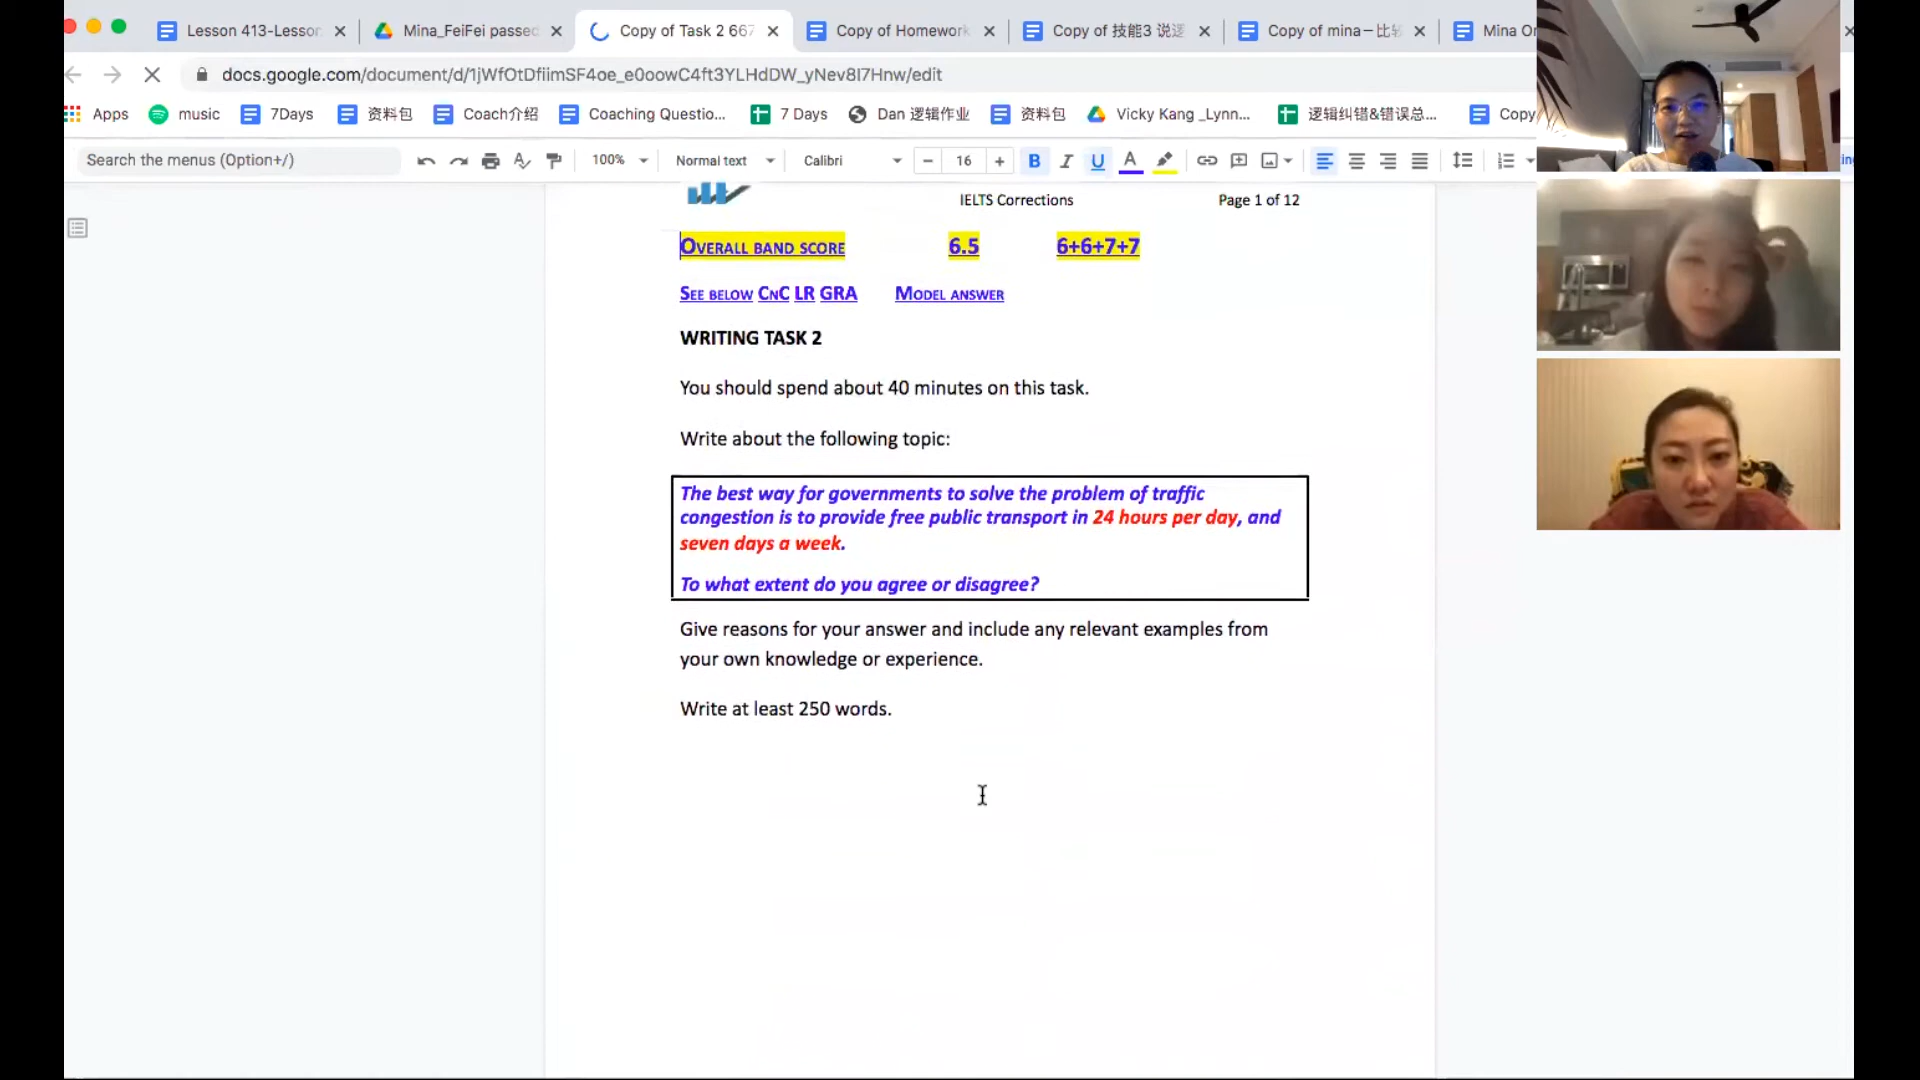 Lesson 413-Lesson
Mina_FeiFei passed
Copy of Task 2 667
Copy of Homework
Copy of 技能3 说逻
Copy of mina－比较
Mina On
docs.google.com/document/d/1jWfOtDfiimSF4oe_e0oowC4ft3YLHdDW_yNev8I7Hnw/edit
Apps
music
7Days
资料包
Coach介绍
Coaching Questio...
7 Days
Dan 逻辑作业
资料包
Vicky Kang _Lynn...
逻辑纠错&错误总...
Copy
Search the menus (Option+/)
100%
Normal text
Calibri
16
B I U A
IELTS Corrections
Page 1 of 12
OVERALL BAND SCORE 6.5 6+6+7+7
SEE BELOW CNC LR GRA MODEL ANSWER
WRITING TASK 2
You should spend about 40 minutes on this task.
Write about the following topic:
The best way for governments to solve the problem of traffic
congestion is to provide free public transport in 24 hours per day, and
seven days a week.
To what extent do you agree or disagree?
Give reasons for your answer and include any relevant examples from
your own knowledge or experience.
Write at least 250 words.